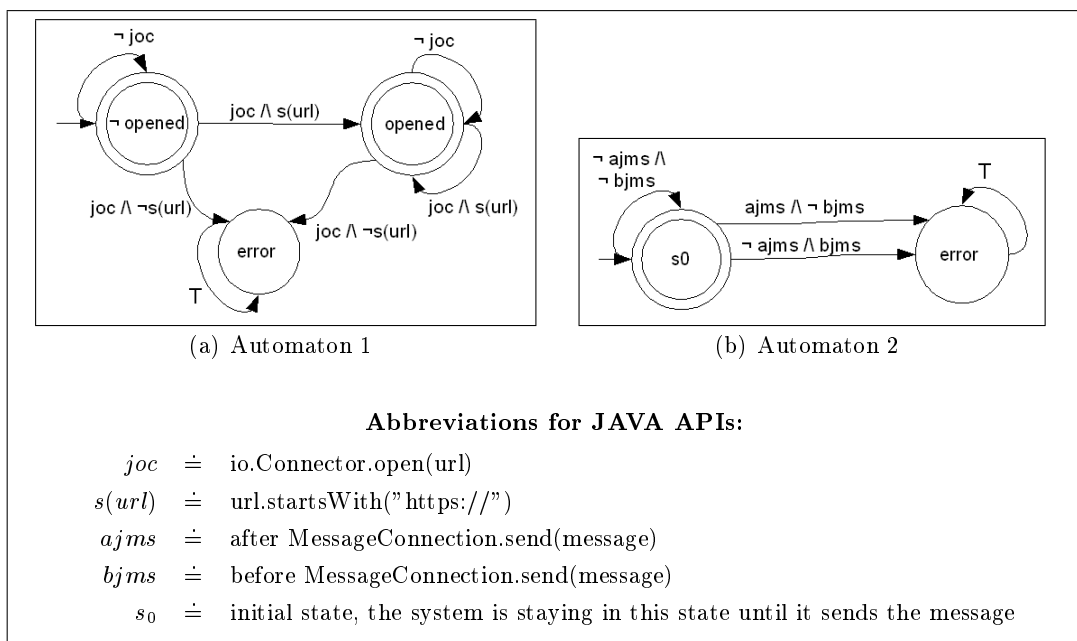 ¬ joc
¬ joc
¬ opened
joc /\ s(url)
opened
joc /\ ¬s(url)
joc /\ ¬s(url)
joc /\ s(url)
error
T
(a) Automaton 1
¬ ajms /\
¬ bjms
T
ajms /\ ¬ bjms
¬ ajms /\ bjms
s0
error
(b) Automaton 2
Abbreviations for JAVA APIs:
joc ≐ io.Connector.open(url)
s(url) ≐ url.startsWith("https://")
ajms ≐ after MessageConnection.send(message)
bjms ≐ before MessageConnection.send(message)
s₀ ≐ initial state, the system is staying in this state until it sends the message